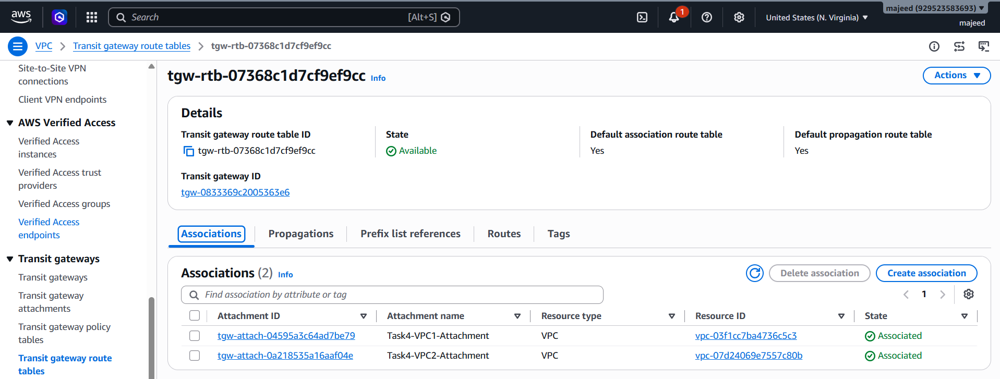 aws
Search [Alt+S]
1
United States (N. Virginia)
majeed (929523583693)
majeed
VPC
Transit gateway route tables
tgw-rtb-07368c1d7cf9ef9cc
Site-to-Site VPN
connections
Client VPN endpoints
AWS Verified Access
Verified Access
instances
Verified Access trust
providers
Verified Access groups
Verified Access
endpoints
Transit gateways
Transit gateways
Transit gateway
attachments
Transit gateway policy
tables
Transit gateway route
tables
tgw-rtb-07368c1d7cf9ef9cc Info
Actions
Details
Transit gateway route table ID
tgw-rtb-07368c1d7cf9ef9cc
State
Available
Default association route table
Yes
Default propagation route table
Yes
Transit gateway ID
tgw-0833369c2005363e6
Associations Propagations Prefix list references Routes Tags
Associations (2) Info
Delete association
Create association
Find association by attribute or tag
1
Attachment ID Attachment name Resource type Resource ID State
tgw-attach-04595a3c64ad7be79 Task4-VPC1-Attachment VPC vpc-03f1cc7ba4736c5c3 Associated
tgw-attach-0a218535a16aaf04e Task4-VPC2-Attachment VPC vpc-07d24069e7557c80b Associated